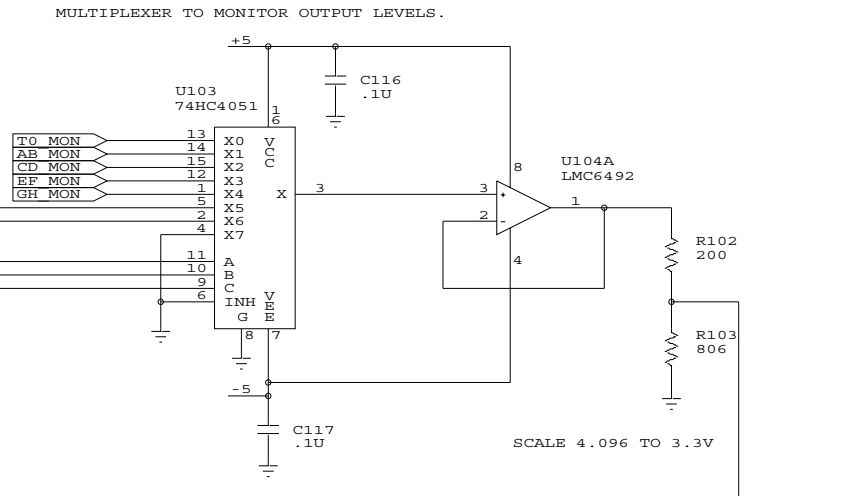 MULTIPLEXER TO MONITOR OUTPUT LEVELS.
+5
C116
.1U
U103
74HC4051
1
6
T0_MON 13 X0
AB_MON 14 X1
CD_MON 15 X2
EF_MON 12 X3
GH_MON 1 X4
5 X5
2 X6
4 X7
11 A
10 B
9 C
6 INH
VCC
X 3
VEE
G
8 7
8
U104A
LMC6492
3 +
2 -
1
4
R102
200
R103
806
-5
C117
.1U
SCALE 4.096 TO 3.3V